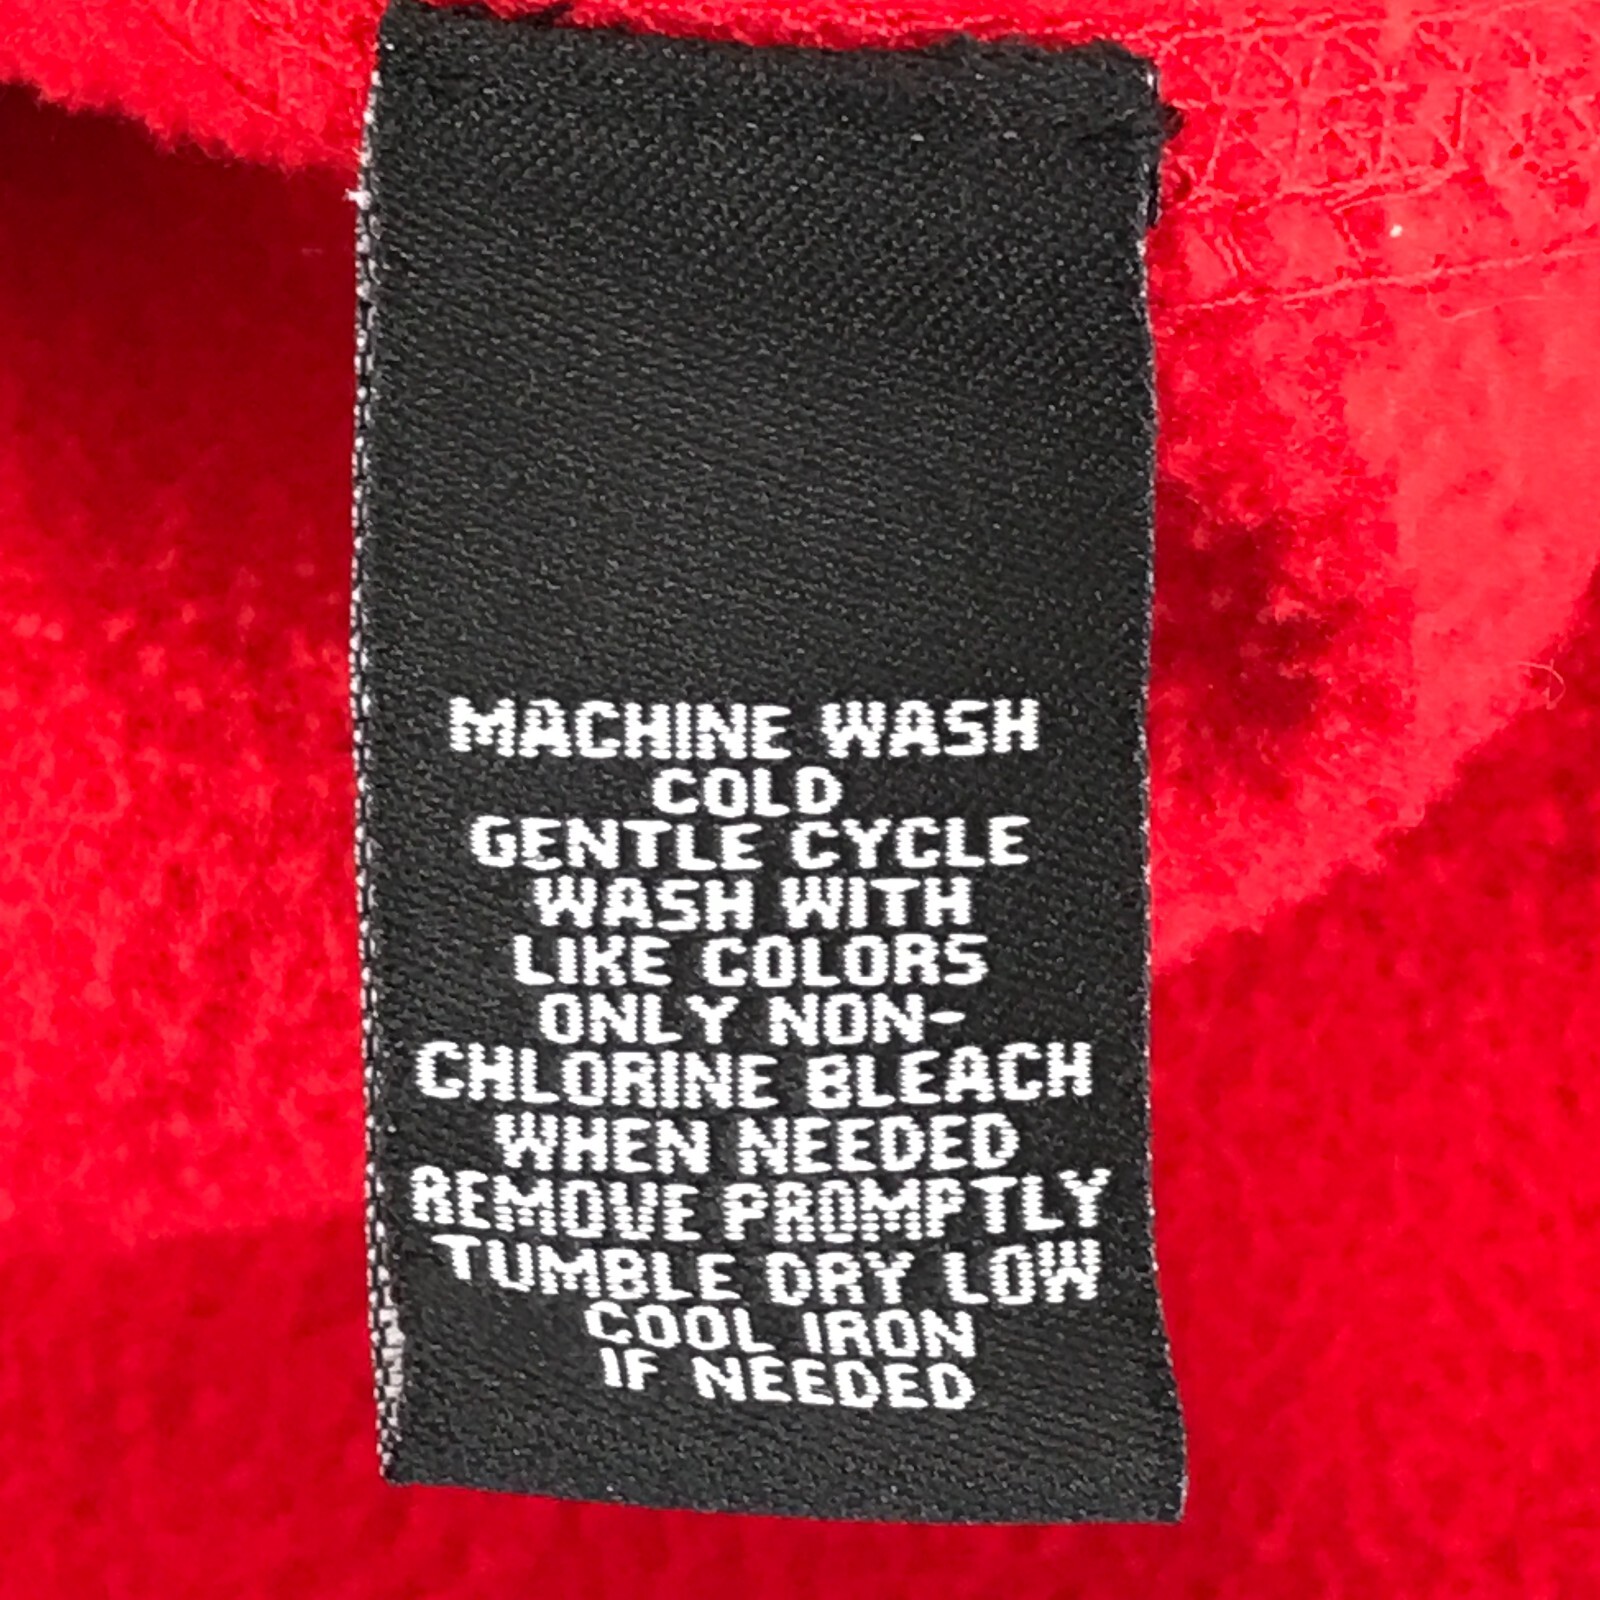 MACHINE WASH
COLD
GENTLE CYCLE
WASH WITH
LIKE COLORS
ONLY NON-
CHLORINE BLEACH
WHEN NEEDED
REMOVE PROMPTLY
TUMBLE DRY LOW
COOL IRON
IF NEEDED